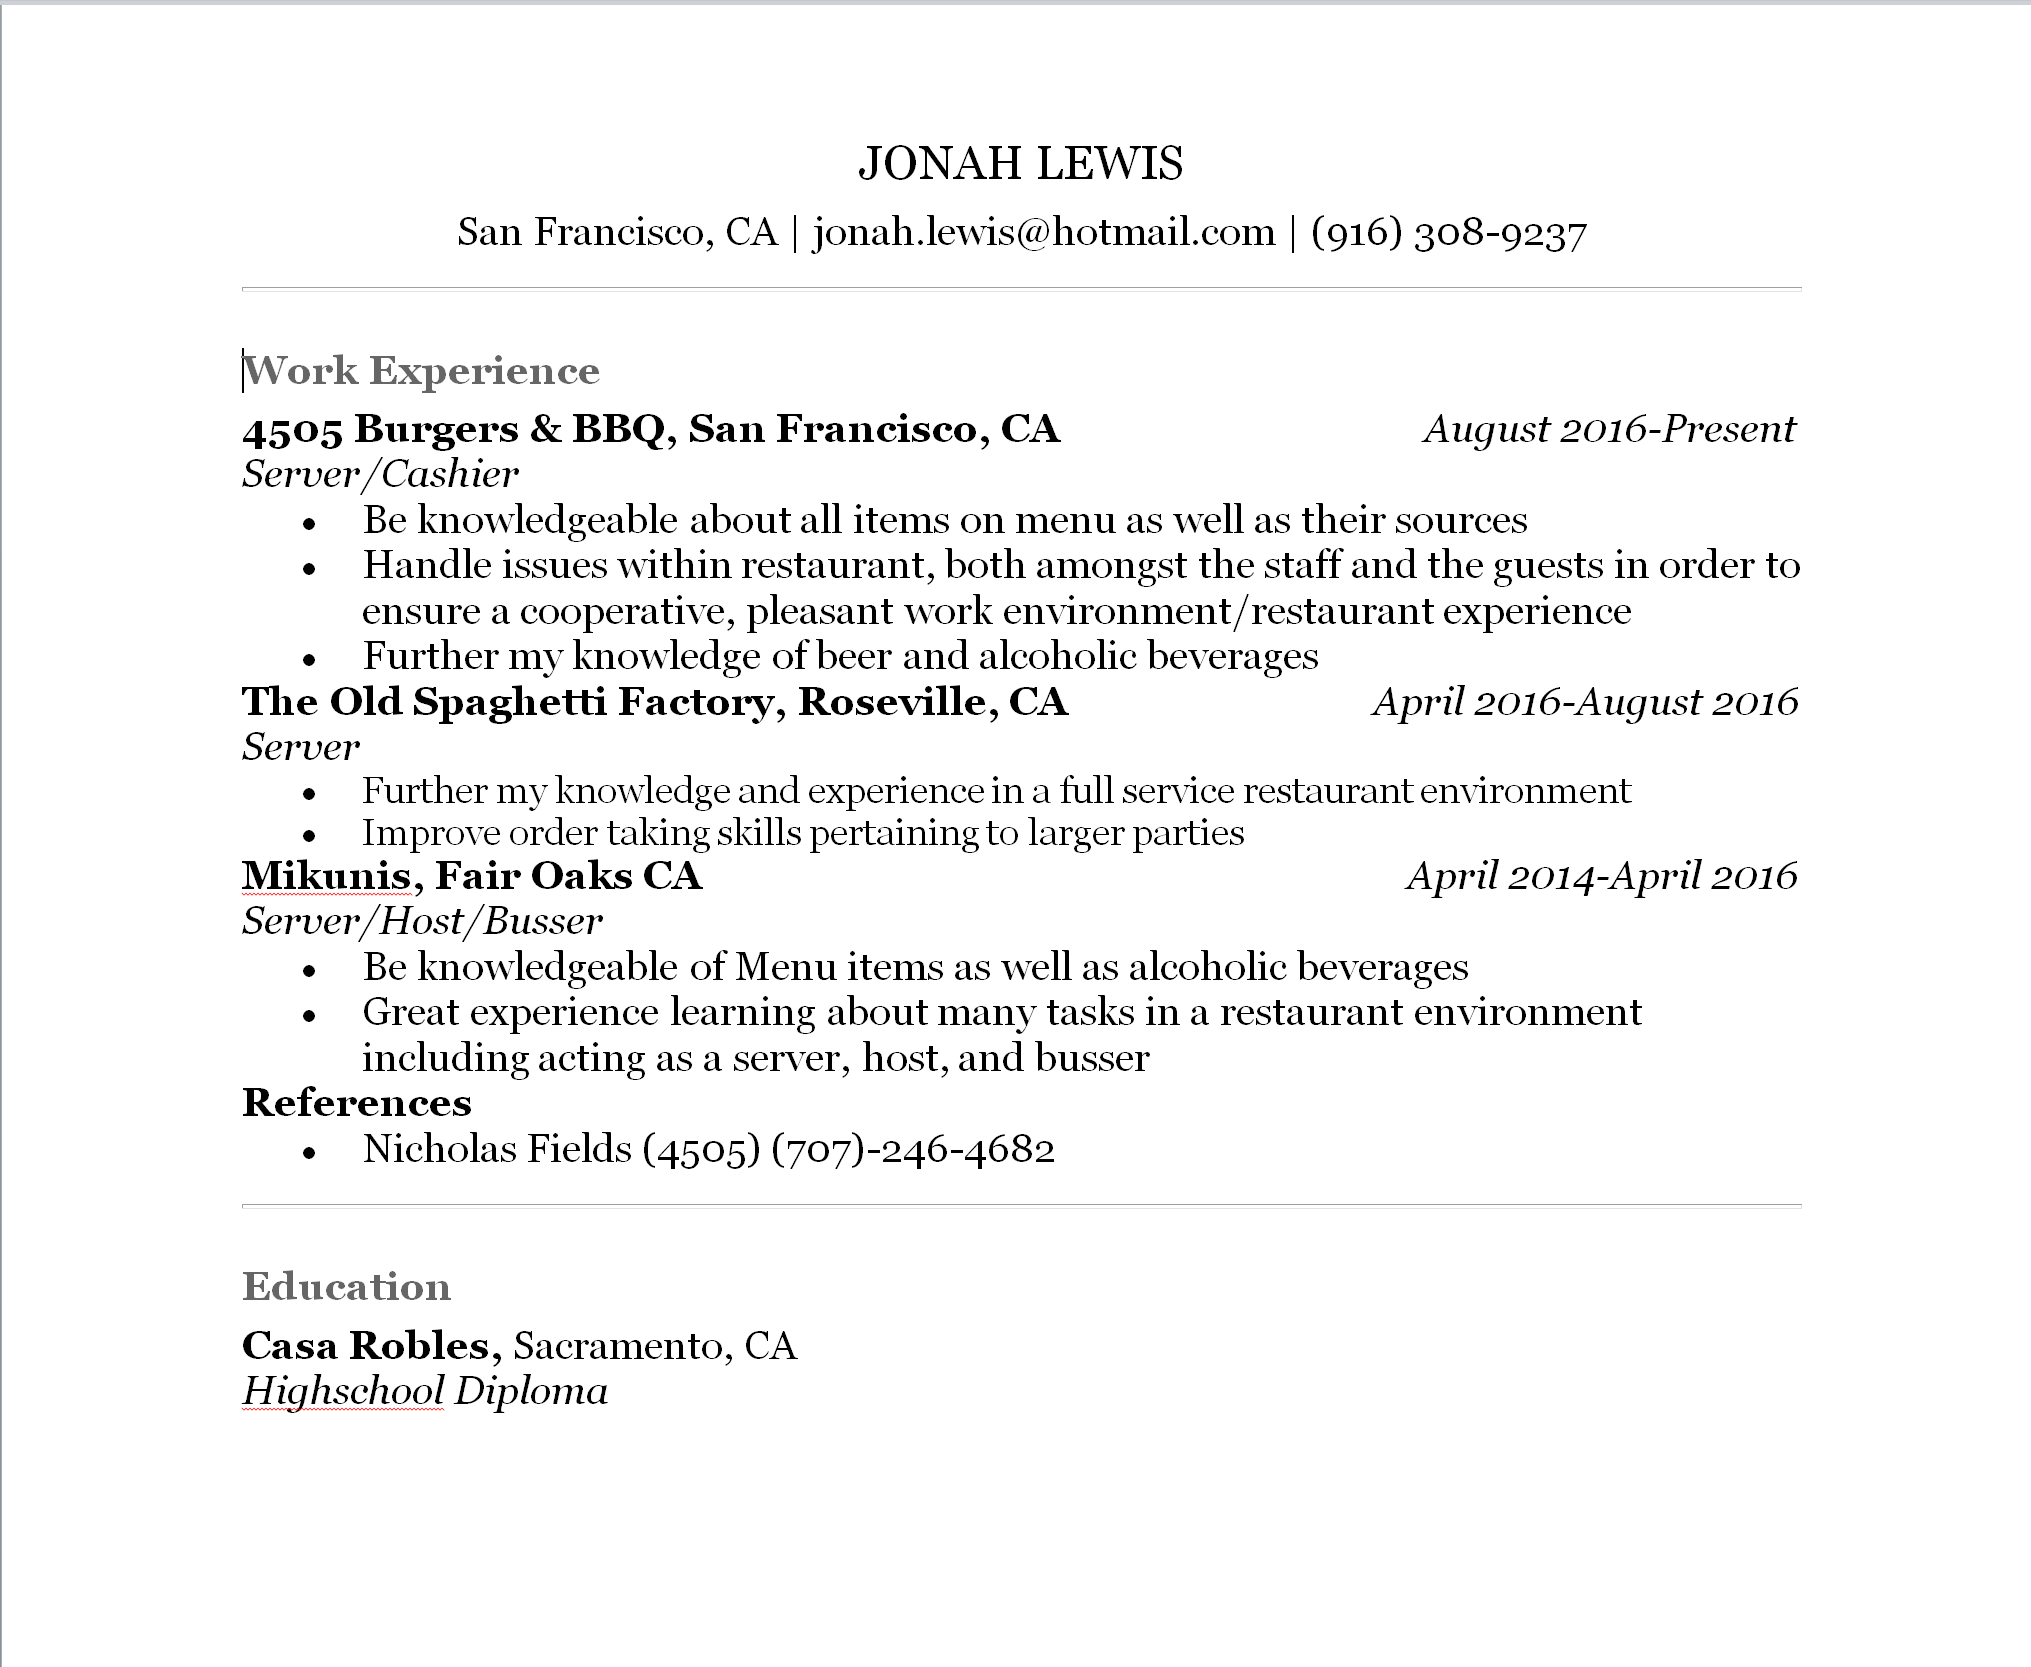 JONAH LEWIS
San Francisco, CA | jonah.lewis@hotmail.com | (916) 308-9237
Work Experience
4505 Burgers & BBQ, San Francisco, CA August 2016-Present
Server/Cashier
• Be knowledgeable about all items on menu as well as their sources
• Handle issues within restaurant, both amongst the staff and the guests in order to
ensure a cooperative, pleasant work environment/restaurant experience
• Further my knowledge of beer and alcoholic beverages
The Old Spaghetti Factory, Roseville, CA April 2016-August 2016
Server
• Further my knowledge and experience in a full service restaurant environment
• Improve order taking skills pertaining to larger parties
Mikunis, Fair Oaks CA April 2014-April 2016
Server/Host/Busser
• Be knowledgeable of Menu items as well as alcoholic beverages
• Great experience learning about many tasks in a restaurant environment
including acting as a server, host, and busser
References
• Nicholas Fields (4505) (707)-246-4682
Education
Casa Robles, Sacramento, CA
Highschool Diploma